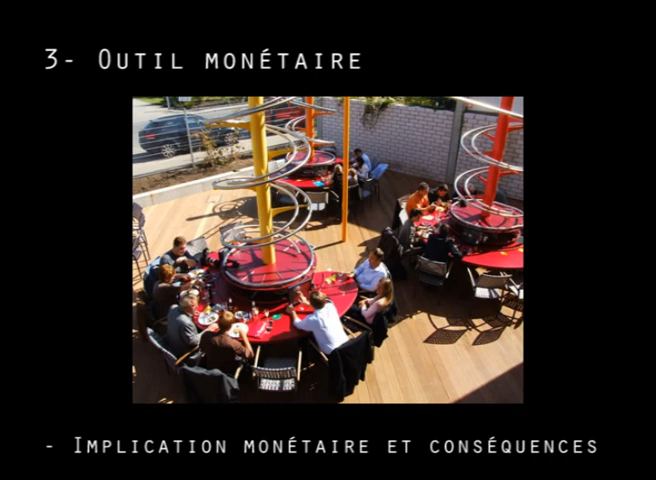 3- Outil monétaire
- Implication monétaire et conséquences